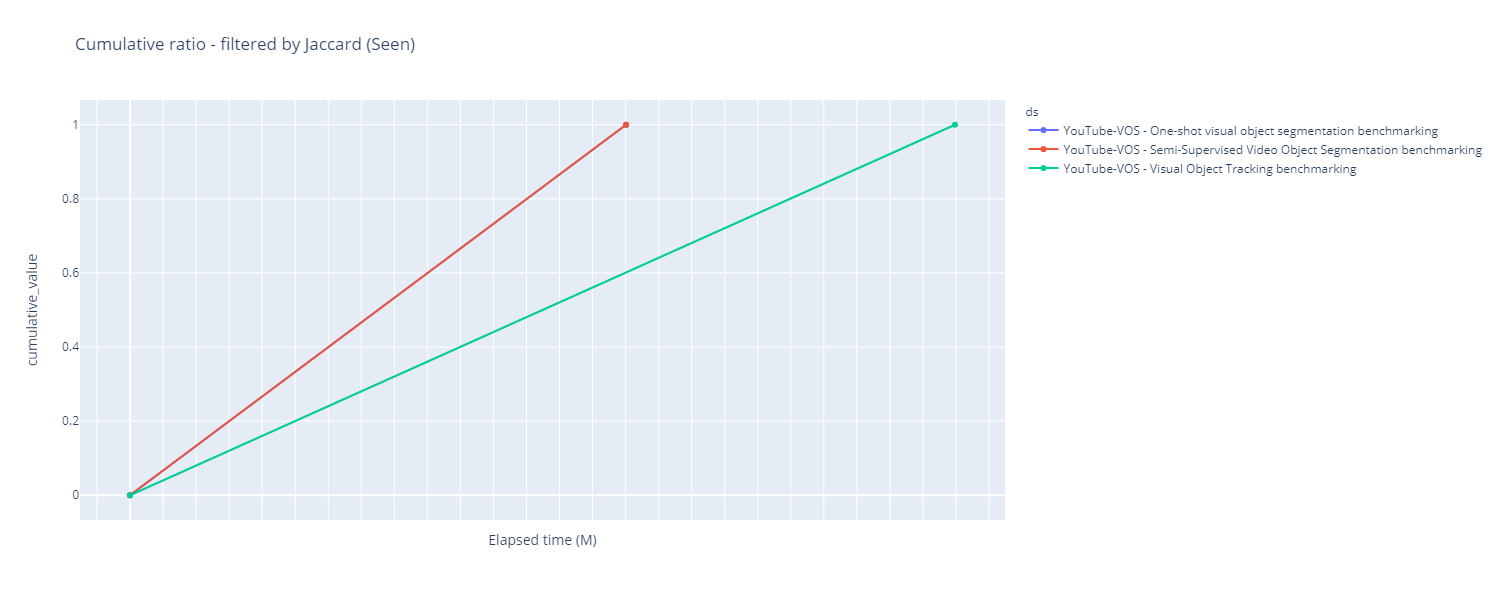 Cumulative ratio - filtered by Jaccard (Seen)
ds
YouTube-VOS - One-shot visual object segmentation benchmarking
YouTube-VOS - Semi-Supervised Video Object Segmentation benchmarking
YouTube-VOS - Visual Object Tracking benchmarking
cumulative_value
1
0.8
0.6
0.4
0.2
0
Elapsed time (M)